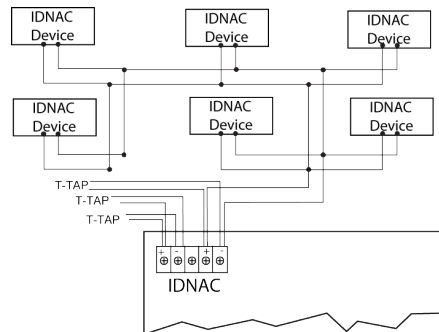 IDNAC
Device
IDNAC
Device
IDNAC
Device
IDNAC
Device
IDNAC
Device
IDNAC
Device
T-TAP
T-TAP
T-TAP
+ - + -
IDNAC